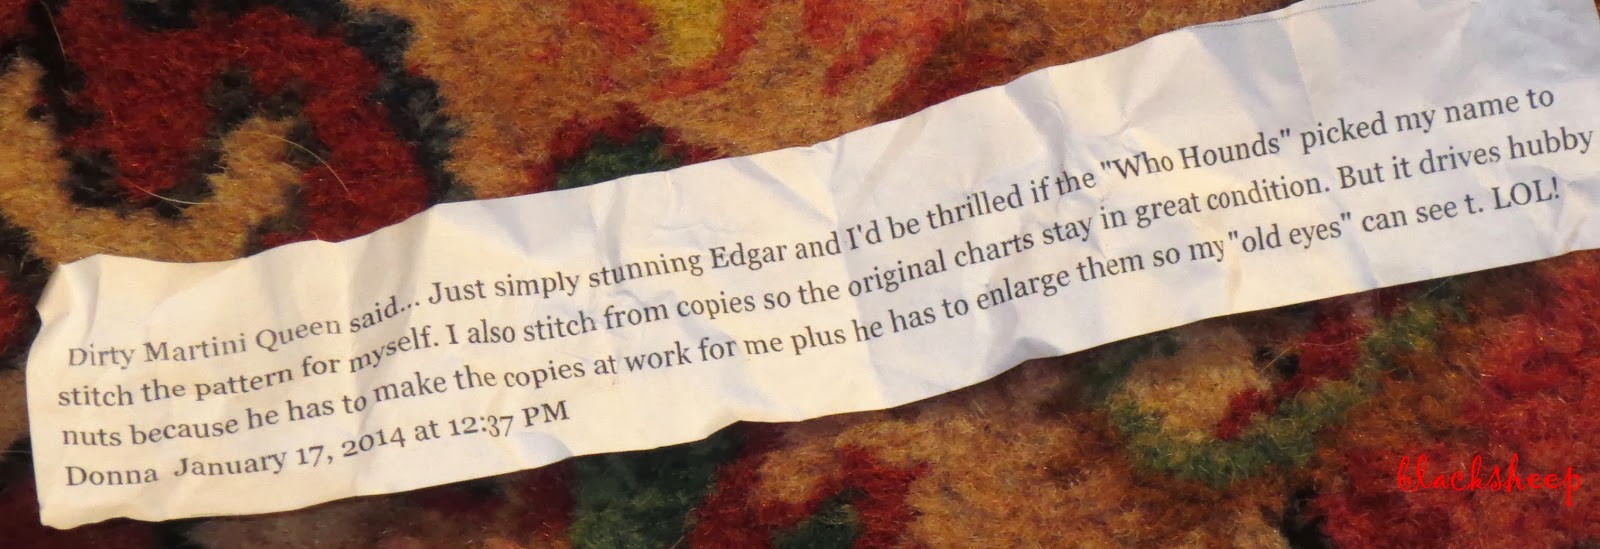 Dirty Martini Queen said... Just simply stunning Edgar and I'd be thrilled if the "Who Hounds" picked my name to
stitch the pattern for myself. I also stitch from copies so the original charts stay in great condition. But it drives hubby
nuts because he has to make the copies at work for me plus he has to enlarge them so my "old eyes" can see t. LOL!
Donna January 17, 2014 at 12:37 PM
blacksheep